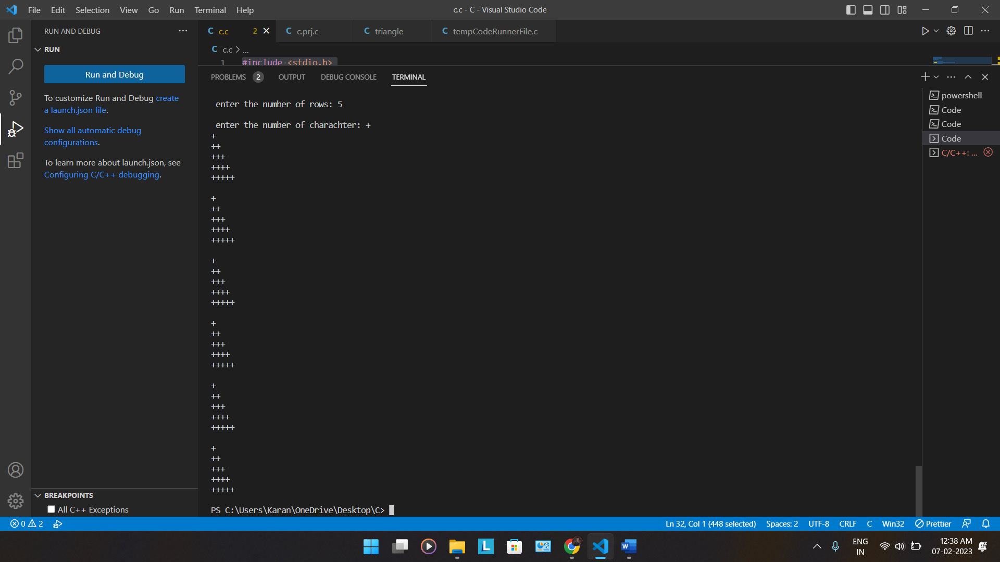 File Edit Selection View Go Run Terminal Help
c.c - C - Visual Studio Code
RUN AND DEBUG
RUN
Run and Debug
To customize Run and Debug create
a launch.json file.
Show all automatic debug
configurations.
To learn more about launch.json, see
Configuring C/C++ debugging.
BREAKPOINTS
All C++ Exceptions
C c.c 2
C c.prj.c
C triangle
C tempCodeRunnerFile.c
C c.c > ...
1 #include <stdio.h>
PROBLEMS 2 OUTPUT DEBUG CONSOLE TERMINAL
enter the number of rows: 5
enter the number of charachter: +
+
++
+++
++++
+++++
+
++
+++
++++
+++++
+
++
+++
++++
+++++
+
++
+++
++++
+++++
+
++
+++
++++
+++++
+
++
+++
++++
+++++
PS C:\Users\Karan\OneDrive\Desktop\C>
powershell
Code
Code
Code
C/C++: ...
0 2
Ln 32, Col 1 (448 selected) Spaces: 2 UTF-8 CRLF C Win32 Prettier
L
W
ENG
IN
12:38 AM
07-02-2023